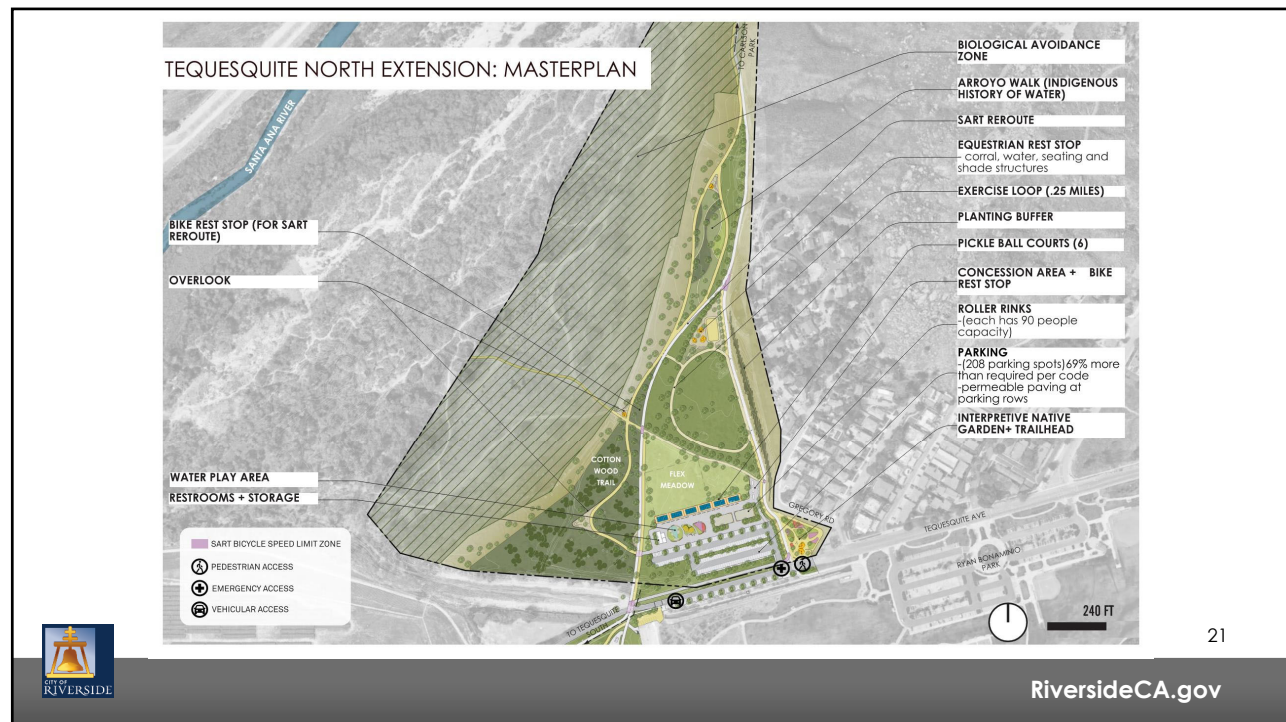 TEQUESQUITE NORTH EXTENSION: MASTERPLAN
SANTA ANA RIVER
TO CARLSON
PARK
BIOLOGICAL AVOIDANCE
ZONE
ARROYO WALK (INDIGENOUS
HISTORY OF WATER)
SART REROUTE
EQUESTRIAN REST STOP
- corral, water, seating and
shade structures
EXERCISE LOOP (.25 MILES)
PLANTING BUFFER
PICKLE BALL COURTS (6)
CONCESSION AREA + BIKE
REST STOP
ROLLER RINKS
-(each has 90 people
capacity)
PARKING
-(208 parking spots)69% more
than required per code
-permeable paving at
parking rows
INTERPRETIVE NATIVE
GARDEN+ TRAILHEAD
BIKE REST STOP (FOR SART
REROUTE)
OVERLOOK
WATER PLAY AREA
RESTROOMS + STORAGE
COTTON
WOOD
TRAIL
FLEX
MEADOW
GREGORY RD
TEQUESQUITE AVE
RYAN BONAMINIO
PARK
TO TEQUESQUITE
SOUTH
SART BICYCLE SPEED LIMIT ZONE
PEDESTRIAN ACCESS
EMERGENCY ACCESS
VEHICULAR ACCESS
240 FT
21
CITY OF
RIVERSIDE
RiversideCA.gov